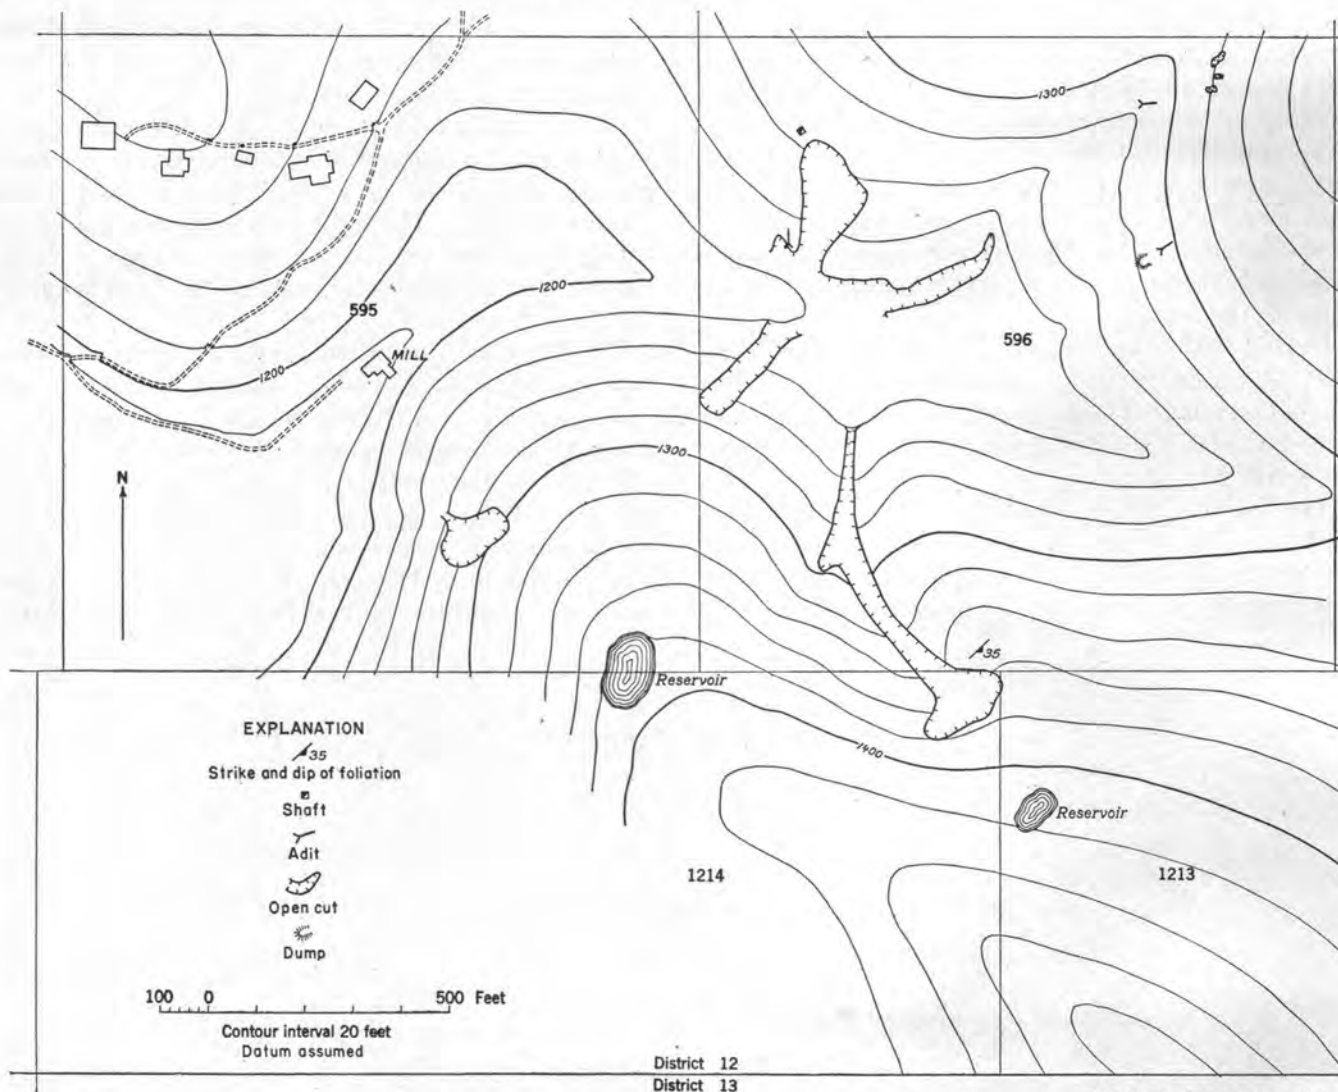 1300
1200
595
596
MILL
1200
N
1300
35
Reservoir
1400
Reservoir
1214
1213
EXPLANATION
35
Strike and dip of foliation
Shaft
Adit
Open cut
Dump
100 0 500 Feet
Contour interval 20 feet
Datum assumed
District 12
District 13